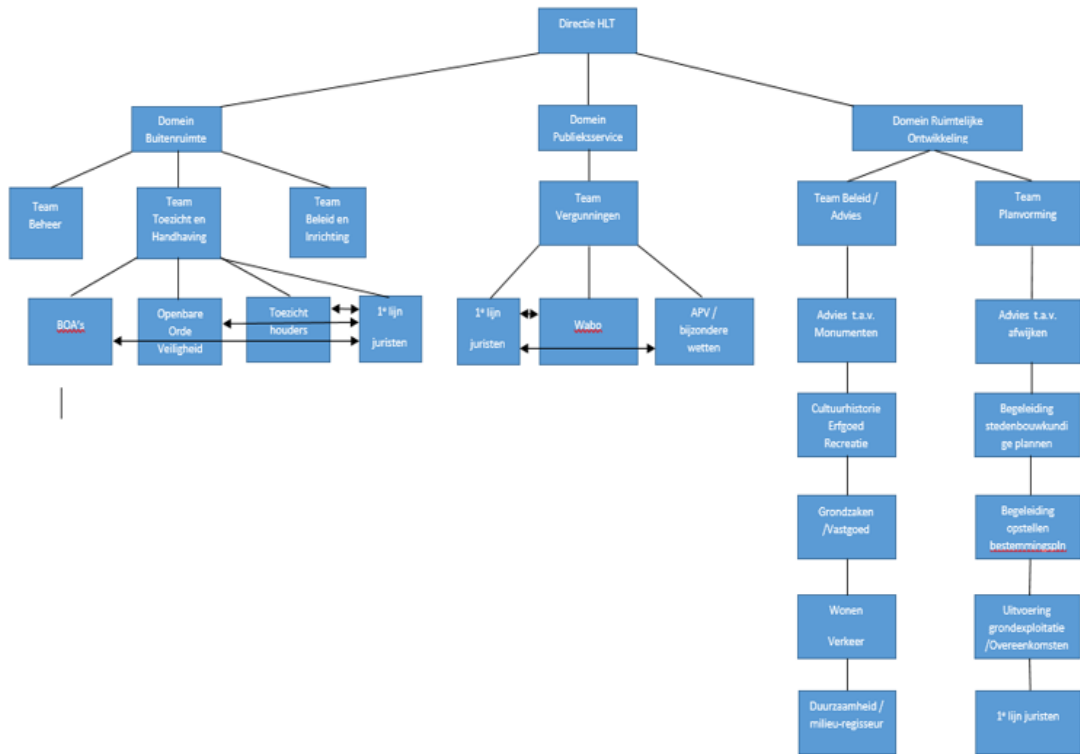 Directie HLT
Domein
Buitenruimte
Domein
Publieksservice
Domein Ruimtelijke
Ontwikkeling
Team
Beheer
Team
Toezicht en
Handhaving
Team
Beleid en
Inrichting
Team
Vergunningen
Team Beleid /
Advies
Team
Planvorming
BOA's
Openbare
Orde
Veiligheid
Toezicht
houders
1e lijn
juristen
1e lijn
juristen
Wabo
APV /
bijzondere
wetten
Advies t.a.v.
Monumenten
Advies t.a.v.
afwijken
Cultuurhistorie
Erfgoed
Recreatie
Begeleiding
stedenbouwkundi
ge plannen
Grondzaken
/Vastgoed
Begeleiding
opstellen
bestemmingspln
Wonen
Verkeer
Uitvoering
grondexploitatie
/Overeenkomsten
Duurzaamheid /
milieu-regisseur
1e lijn juristen